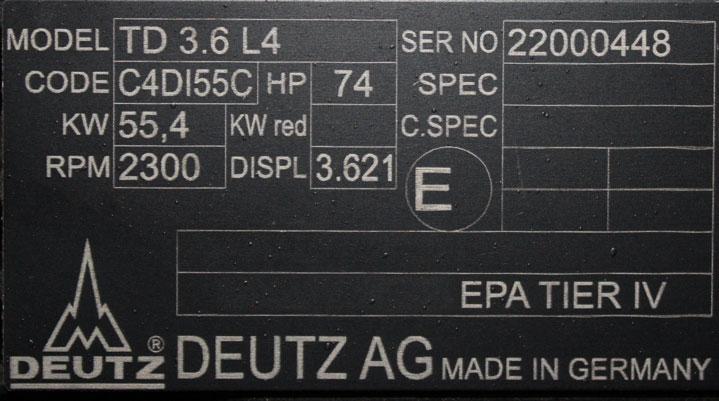 MODEL TD 3.6 L4 SER NO 22000448
CODE C4DI55C HP 74 SPEC
KW 55,4 KW red C.SPEC
RPM 2300 DISPL 3.621
E
EPA TIER IV
DEUTZ ® DEUTZ AG MADE IN GERMANY